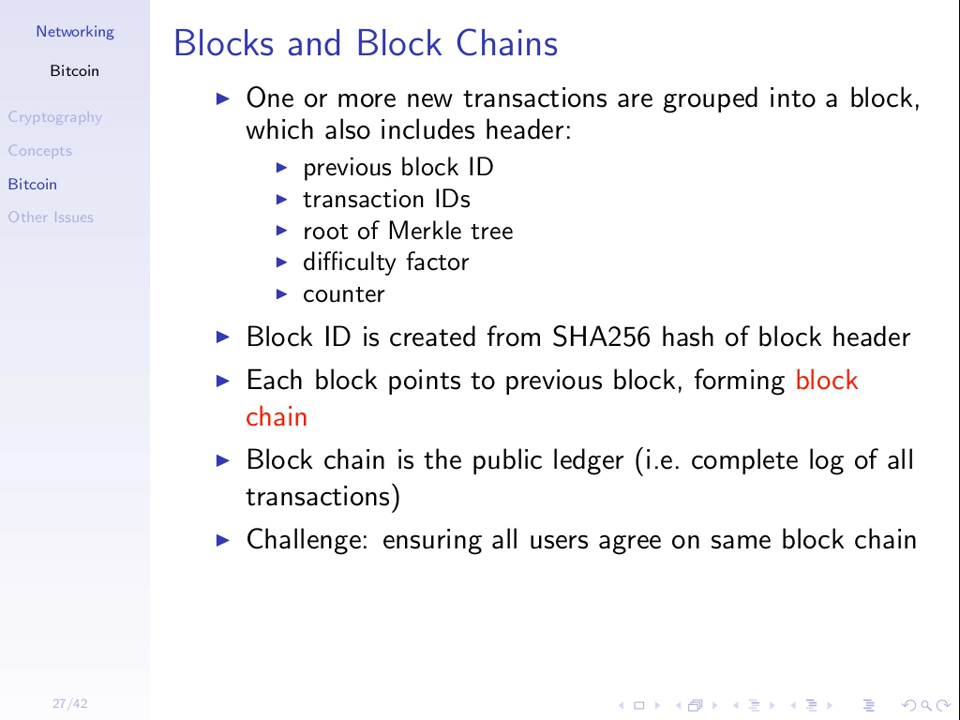 Networking
Bitcoin
Cryptography
Concepts
Bitcoin
Other Issues
27/42
Blocks and Block Chains
One or more new transactions are grouped into a block,
which also includes header:
previous block ID
transaction IDs
root of Merkle tree
difficulty factor
counter
Block ID is created from SHA256 hash of block header
Each block points to previous block, forming block
chain
Block chain is the public ledger (i.e. complete log of all
transactions)
Challenge: ensuring all users agree on same block chain